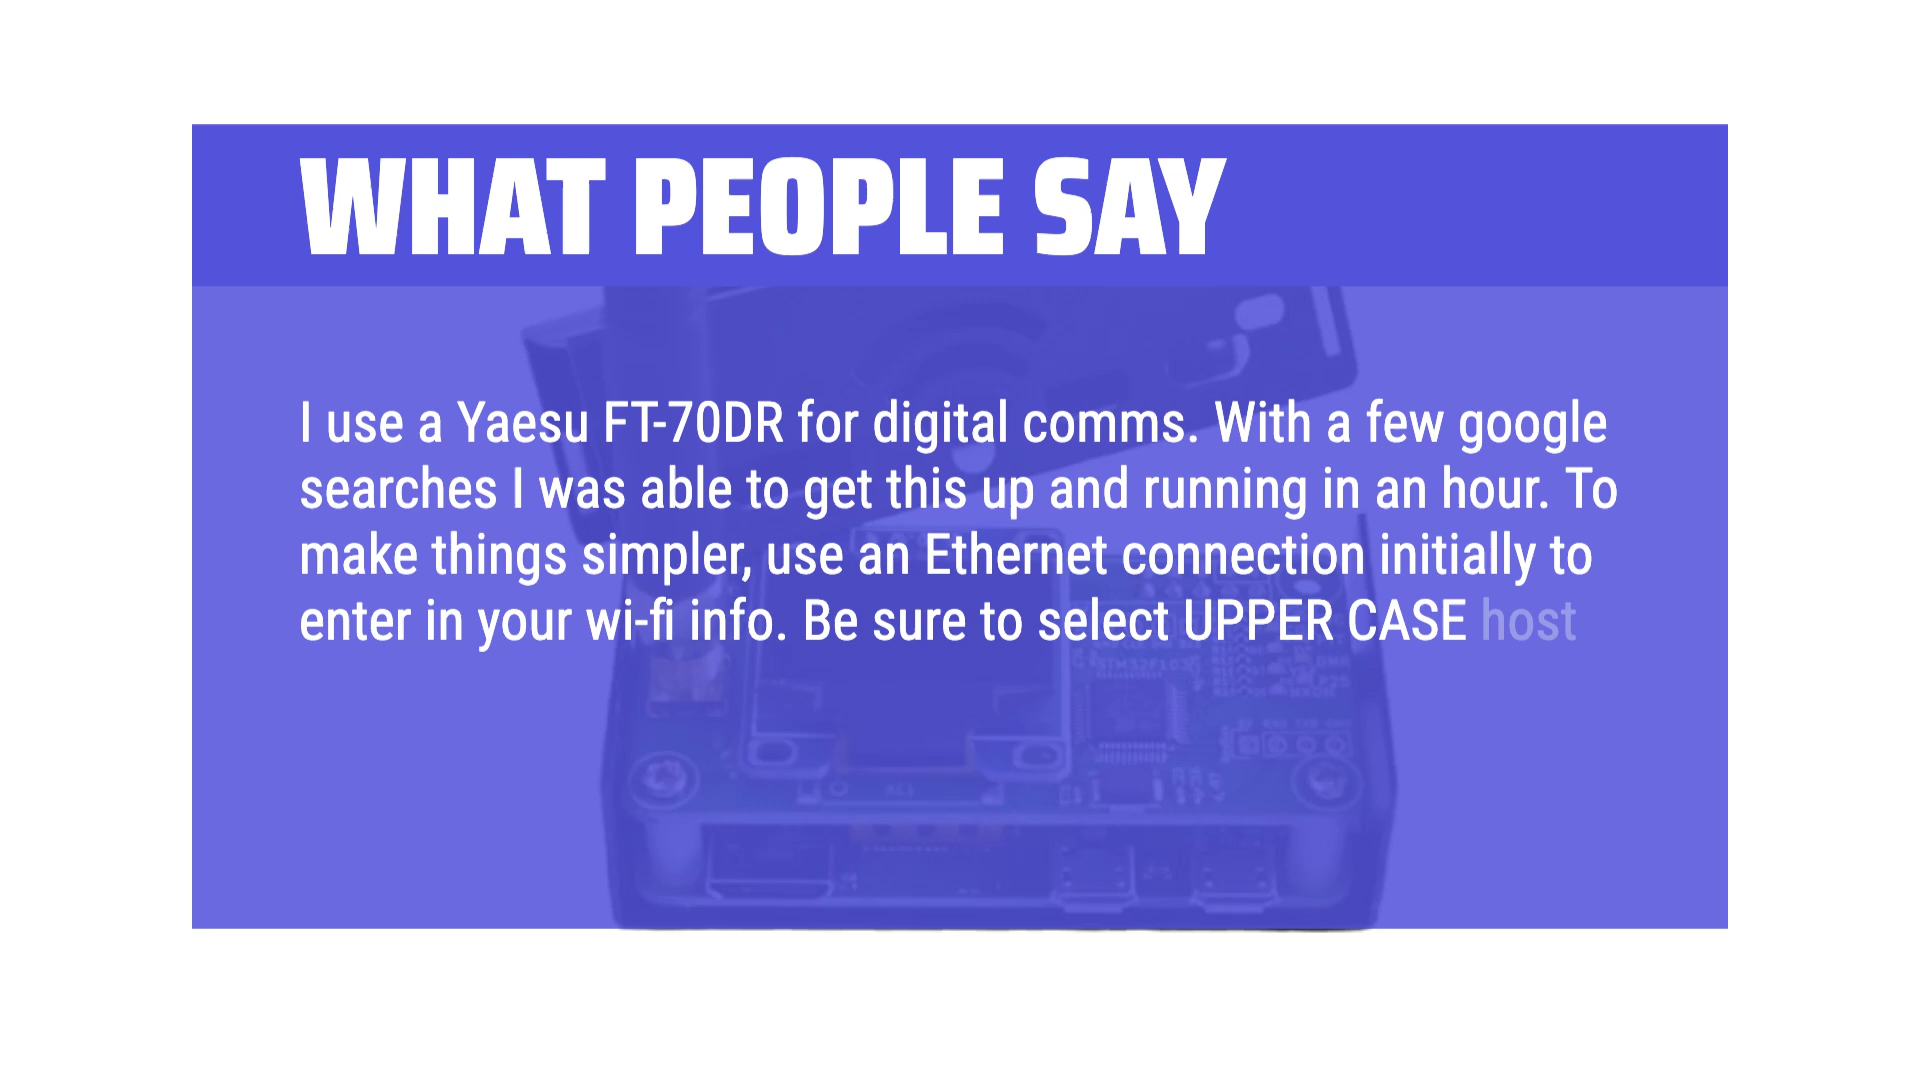 WHAT PEOPLE SAY
I use a Yaesu FT-70DR for digital comms. With a few google
searches I was able to get this up and running in an hour. To
make things simpler, use an Ethernet connection initially to
enter in your wi-fi info. Be sure to select UPPER CASE host